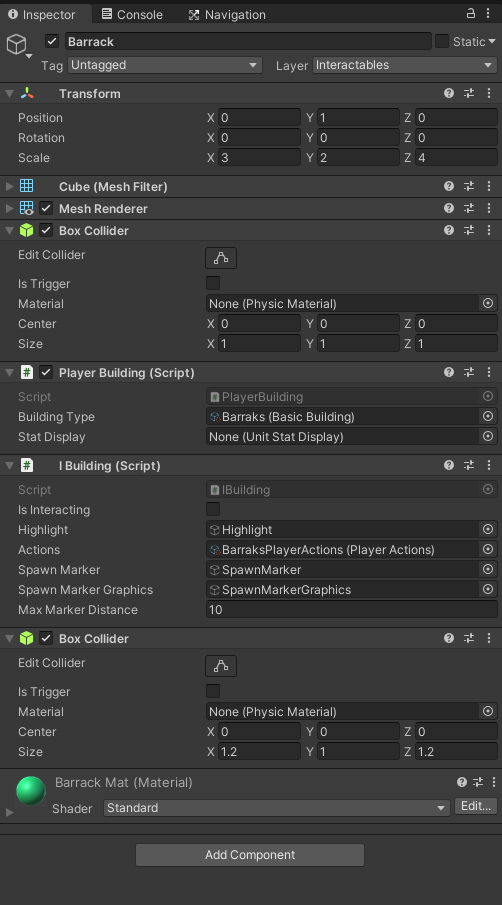 Inspector Console Navigation
Barrack Static
Tag Untagged Layer Interactables
Transform
Position X 0 Y 1 Z 0
Rotation X 0 Y 0 Z 0
Scale X 3 Y 2 Z 4
Cube (Mesh Filter)
Mesh Renderer
Box Collider
Edit Collider
Is Trigger
Material None (Physic Material)
Center X 0 Y 0 Z 0
Size X 1 Y 1 Z 1
Player Building (Script)
Script PlayerBuilding
Building Type Barraks (Basic Building)
Stat Display None (Unit Stat Display)
I Building (Script)
Script IBuilding
Is Interacting
Highlight Highlight
Actions BarraksPlayerActions (Player Actions)
Spawn Marker SpawnMarker
Spawn Marker Graphics SpawnMarkerGraphics
Max Marker Distance 10
Box Collider
Edit Collider
Is Trigger
Material None (Physic Material)
Center X 0 Y 0 Z 0
Size X 1.2 Y 1 Z 1.2
Barrack Mat (Material)
Shader Standard Edit...
Add Component